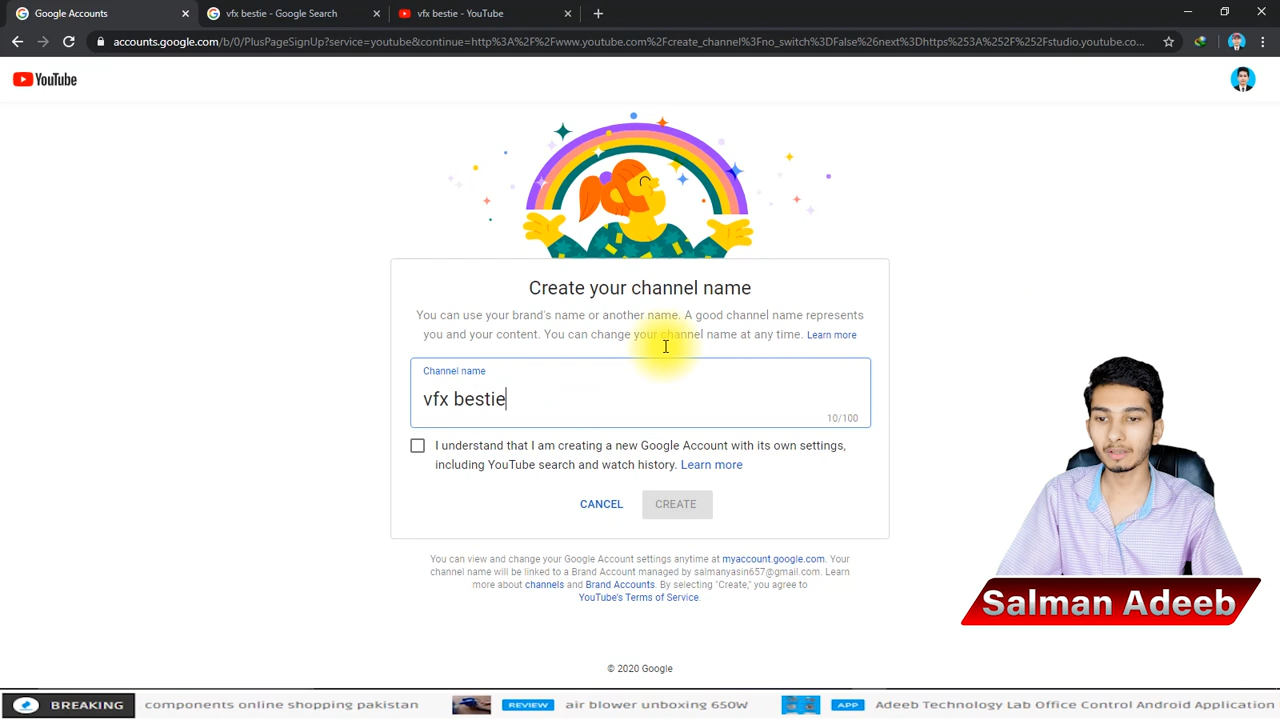 Google Accounts
vfx bestie - Google Search
vfx bestie - YouTube
accounts.google.com/b/0/PlusPageSignUp?service=youtube&continue=http%3A%2F%2Fwww.youtube.com%2Fcreate_channel%3Fno_switch%3DFalse%26next%3Dhttps%253A%252F%252Fstudio.youtube.co...
YouTube
Create your channel name
You can use your brand's name or another name. A good channel name represents
you and your content. You can change your channel name at any time. Learn more
Channel name
vfx bestie
10/100
I understand that I am creating a new Google Account with its own settings,
including YouTube search and watch history. Learn more
CANCEL
CREATE
You can view and change your Google Account settings anytime at myaccount.google.com. Your
channel name will be linked to a Brand Account managed by salmanyasin657@gmail.com. Learn
more about channels and Brand Accounts. By selecting "Create," you agree to
YouTube's Terms of Service.
Salman Adeeb
© 2020 Google
BREAKING
components online shopping pakistan
REVIEW
air blower unboxing 650W
APP
Adeeb Technology Lab Office Control Android Application